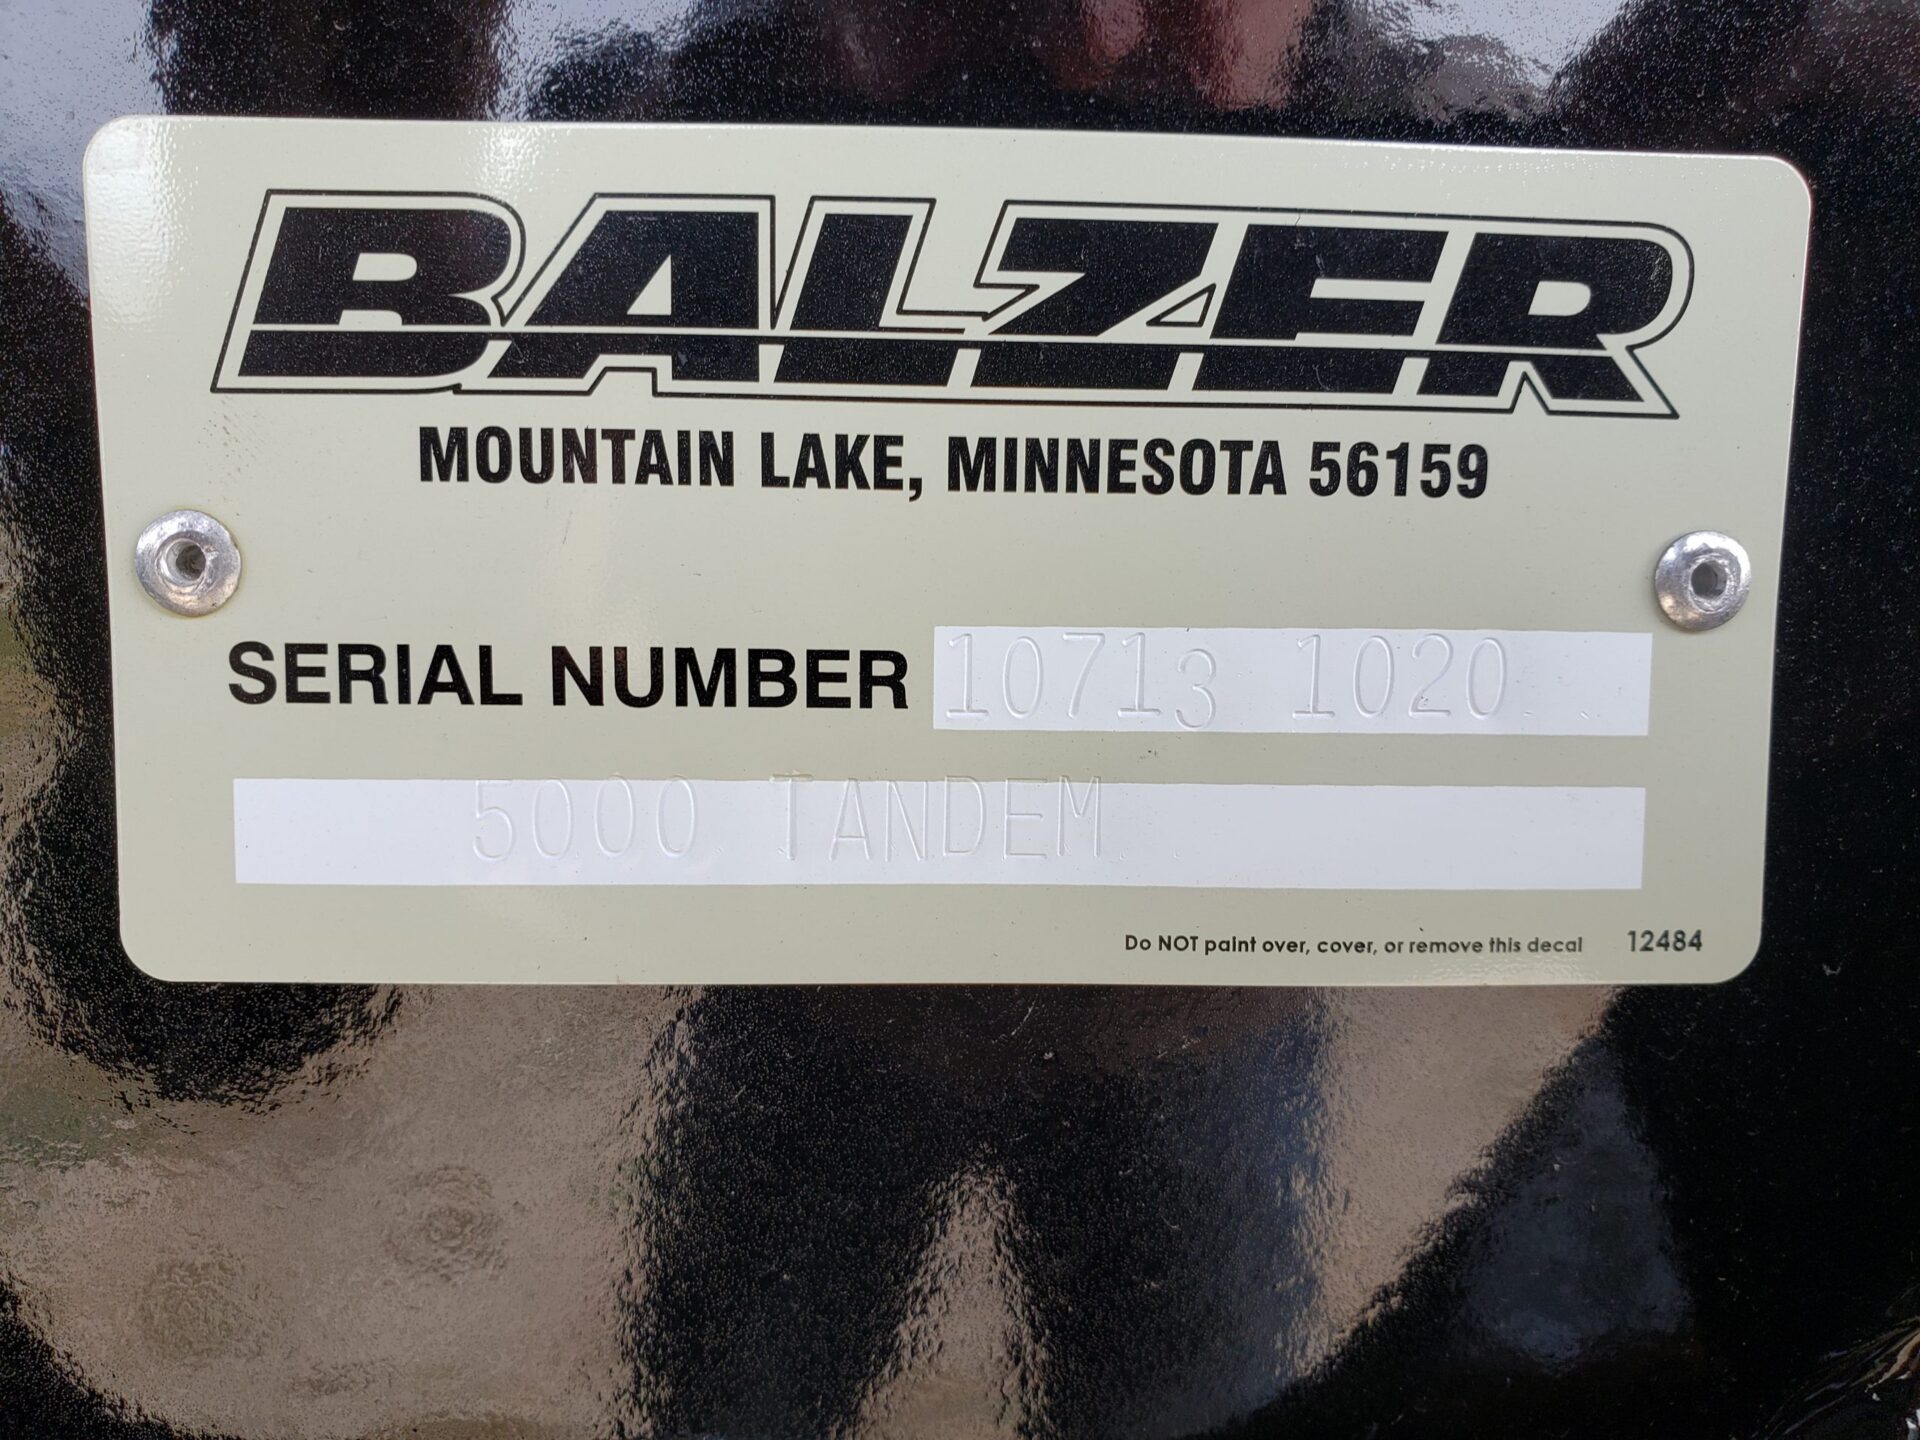 BALZER
MOUNTAIN LAKE, MINNESOTA 56159
SERIAL NUMBER 10713 1020
5000 TANDEM
Do NOT paint over, cover, or remove this decal 12484